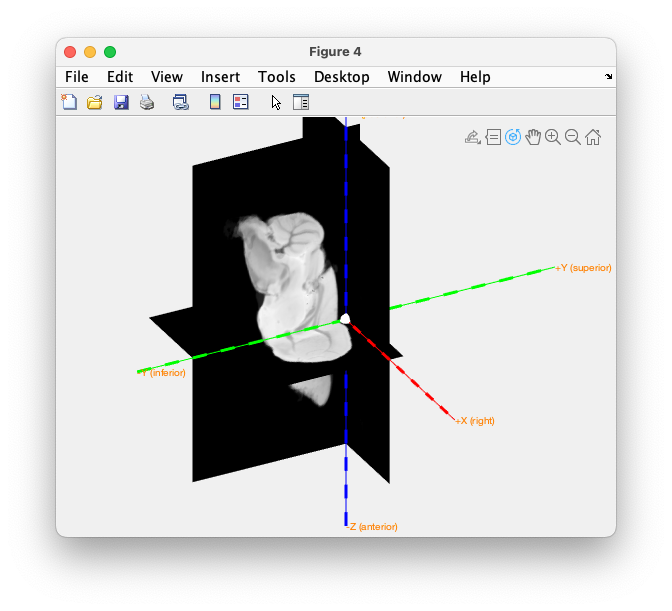 Figure 4
File Edit View Insert Tools Desktop Window Help
+Y (superior)
-Y (inferior)
+X (right)
-Z (anterior)